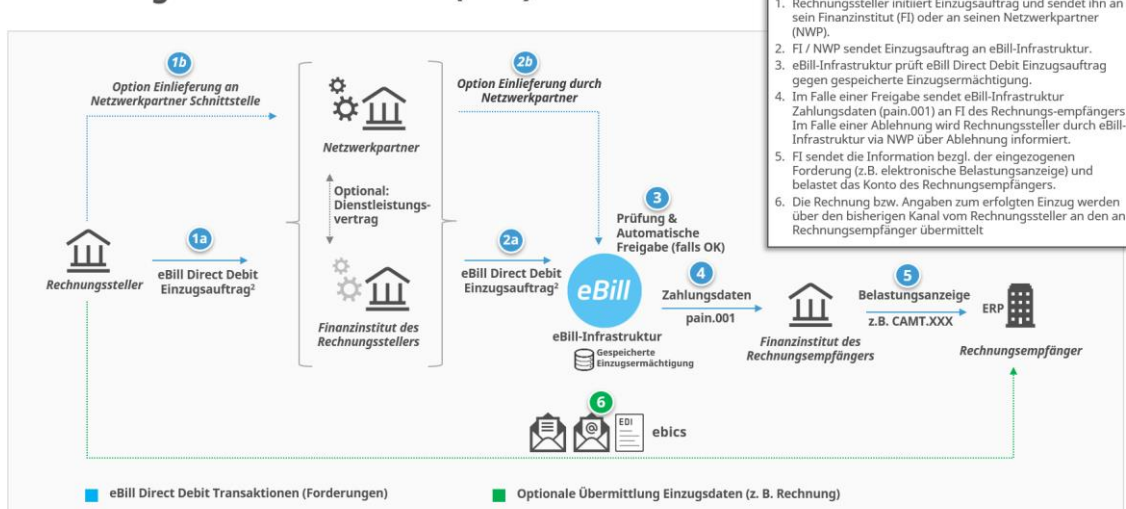 1. Rechnungssteller initiiert Einzugsauftrag und sendet ihn an
sein Finanzinstitut (FI) oder an seinen Netzwerkpartner
(NWP).
2. FI / NWP sendet Einzugsauftrag an eBill-Infrastruktur.
3. eBill-Infrastruktur prüft eBill Direct Debit Einzugsauftrag
gegen gespeicherte Einzugsermächtigung.
4. Im Falle einer Freigabe sendet eBill-Infrastruktur
Zahlungsdaten (pain.001) an FI des Rechnungs-empfängers
Im Falle einer Ablehnung wird Rechnungssteller durch eBill-
Infrastruktur via NWP über Ablehnung informiert.
5. FI sendet die Information bezgl. der eingezogenen
Forderung (z.B. elektronische Belastungsanzeige) und
belastet das Konto des Rechnungsempfängers.
6. Die Rechnung bzw. Angaben zum erfolgten Einzug werden
über den bisherigen Kanal vom Rechnungssteller an den an
Rechnungsempfänger übermittelt
1b
Option Einlieferung an
Netzwerkpartner Schnittstelle
2b
Option Einlieferung durch
Netzwerkpartner
Netzwerkpartner
Optional:
Dienstleistungs-
vertrag
3
Prüfung &
Automatische
Freigabe (falls OK)
Rechnungssteller
1a
eBill Direct Debit
Einzugsauftrag²
Finanzinstitut des
Rechnungsstellers
2a
eBill Direct Debit
Einzugsauftrag²
eBill
eBill-Infrastruktur
Gespeicherte
Einzugsermächtigung
4
Zahlungsdaten
pain.001
Finanzinstitut des
Rechnungsempfängers
5
Belastungsanzeige
z.B. CAMT.XXX
ERP
Rechnungsempfänger
6
@
EDI
ebics
eBill Direct Debit Transaktionen (Forderungen)
Optionale Übermittlung Einzugsdaten (z. B. Rechnung)